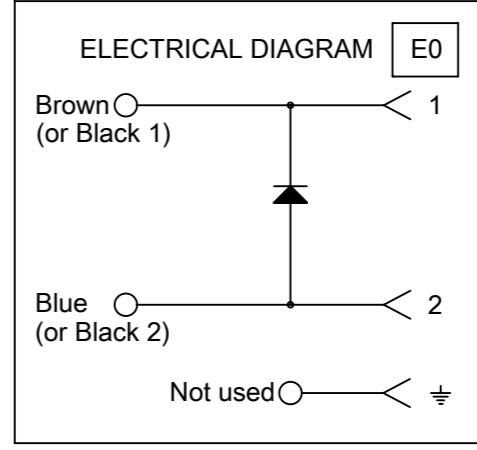 ELECTRICAL DIAGRAM E0
Brown 1
(or Black 1)
Blue 2
(or Black 2)
Not used